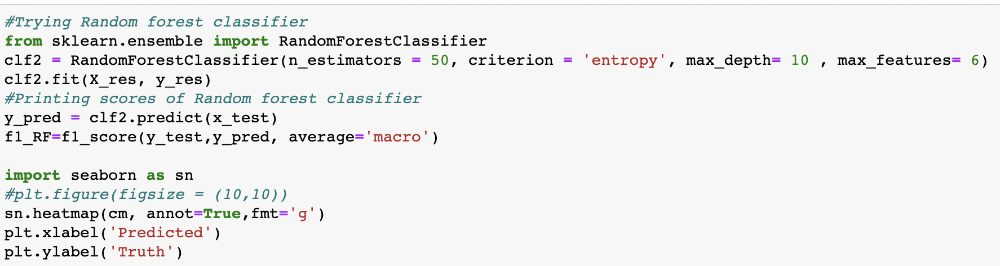 #Trying Random forest classifier
from sklearn.ensemble import RandomForestClassifier
clf2 = RandomForestClassifier(n_estimators = 50, criterion = 'entropy', max_depth= 10 , max_features= 6)
clf2.fit(X_res, y_res)
#Printing scores of Random forest classifier
y_pred = clf2.predict(x_test)
f1_RF=f1_score(y_test,y_pred, average='macro')
import seaborn as sn
#plt.figure(figsize = (10,10))
sn.heatmap(cm, annot=True,fmt='g')
plt.xlabel('Predicted')
plt.ylabel('Truth')